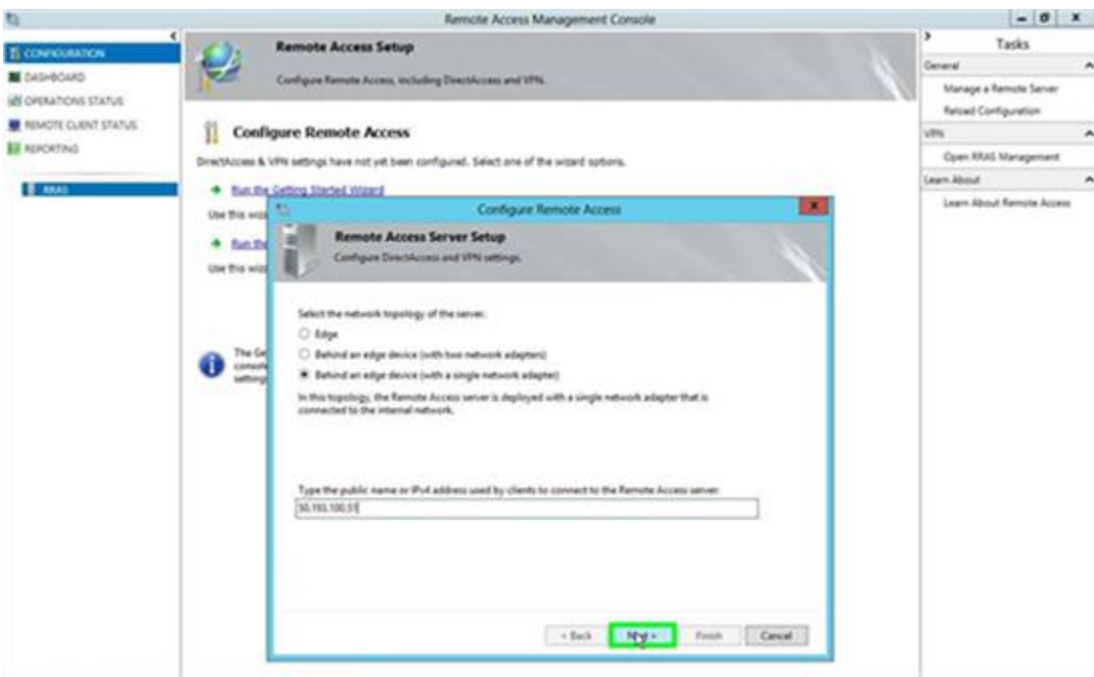 Remote Access Management Console
CONFIGURATION
DASHBOARD
OPERATIONS STATUS
REMOTE CLIENT STATUS
REPORTING
RRAS
Remote Access Setup
Configure Remote Access, including DirectAccess and VPN.
Configure Remote Access
DirectAccess & VPN settings have not yet been configured. Select one of the wizard options.
Run the Getting Started Wizard
Use this wiza
Run the
Use this wiza
The Ge
console
settings
Configure Remote Access
Remote Access Server Setup
Configure DirectAccess and VPN settings.
Select the network topology of the server:
Edge
Behind an edge device (with two network adapters)
Behind an edge device (with a single network adapter)
In this topology, the Remote Access server is deployed with a single network adapter that is
connected to the internal network.
Type the public name or IPv4 address used by clients to connect to the Remote Access server:
< Back Next > Finish Cancel
Tasks
General
Manage a Remote Server
Reload Configuration
VPN
Open RRAS Management
Learn About
Learn About Remote Access